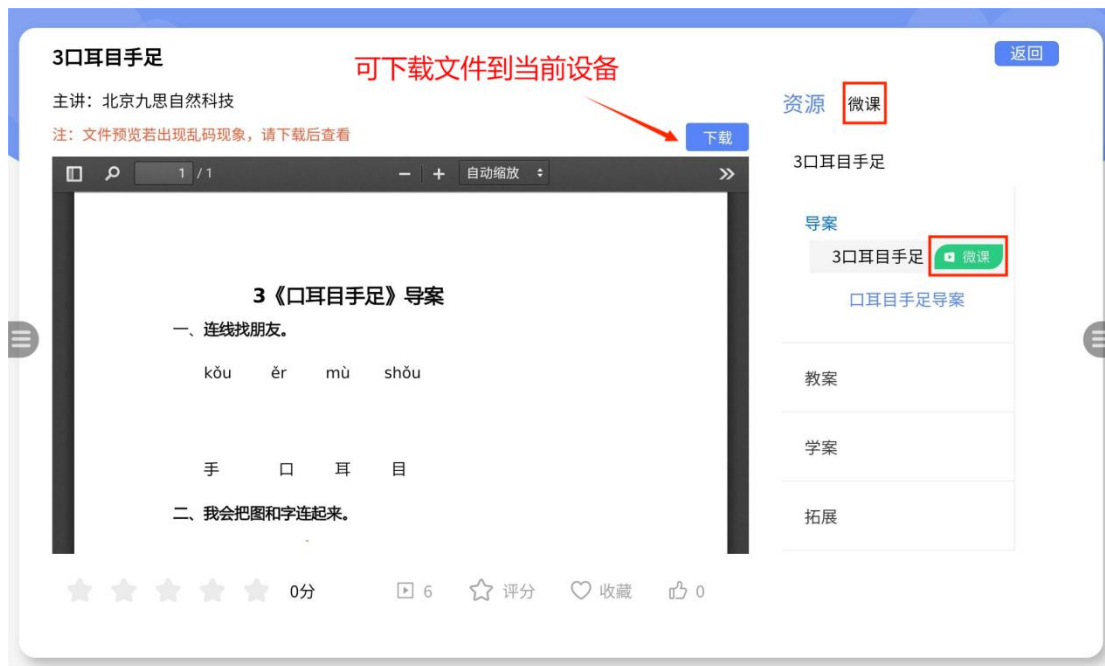 3口耳目手足
可下载文件到当前设备
返回
主讲：北京九思自然科技
资源 微课
注：文件预览若出现乱码现象，请下载后查看
下载
1 / 1
自动缩放
3口耳目手足
导案
3口耳目手足 微课
口耳目手足导案
教案
学案
拓展
3《口耳目手足》导案
一、连线找朋友。
kǒu ěr mù shǒu
手 口 耳 目
二、我会把图和字连起来。
0分 6 评分 收藏 0